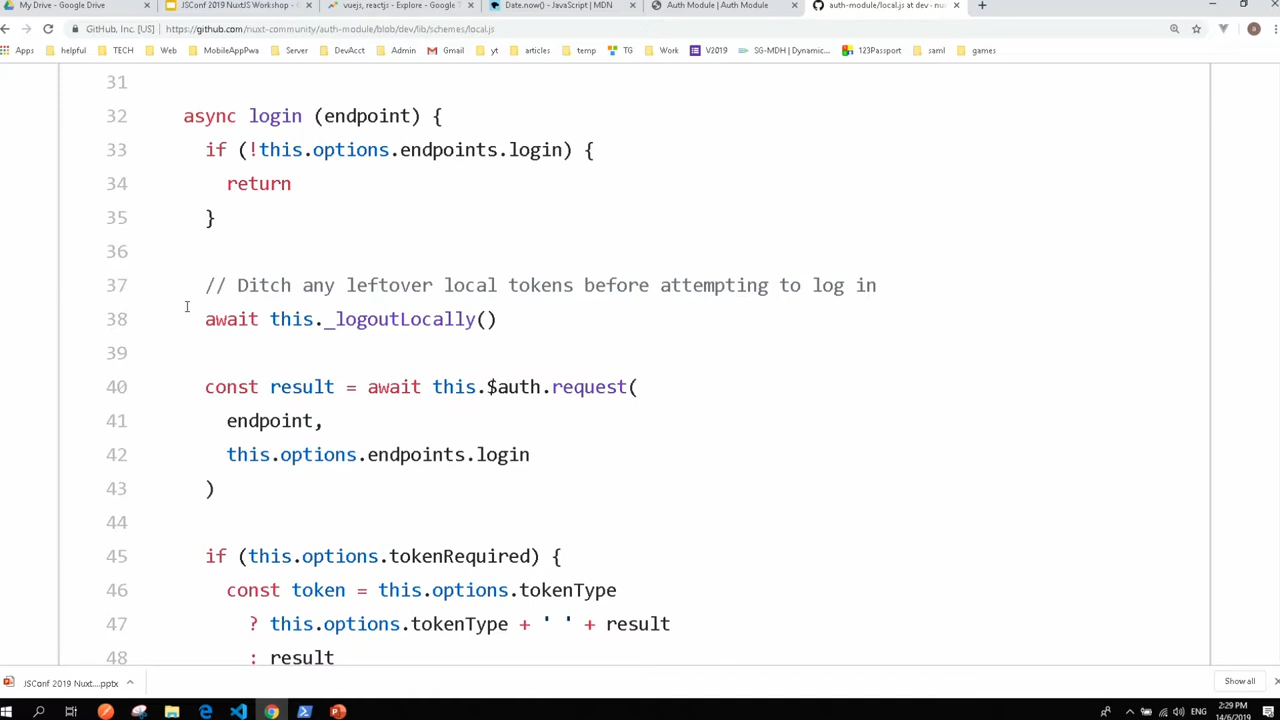 My Drive - Google Drive
JSConf 2019 NuxtJS Workshop -
vuejs, reactjs - Explore - Google T
Date.now() - JavaScript | MDN
Auth Module | Auth Module
auth-module/local.js at dev - nu
GitHub, Inc. [US] | https://github.com/nuxt-community/auth-module/blob/dev/lib/schemes/local.js
Apps helpful TECH Web MobileAppPwa Server DevAcct Admin Gmail yt articles temp TG Work V2019 SG-MDH | Dynamic... 123Passport saml games
31
32 async login (endpoint) {
33 if (!this.options.endpoints.login) {
34 return
35 }
36
37 // Ditch any leftover local tokens before attempting to log in
38 await this._logoutLocally()
39
40 const result = await this.$auth.request(
41 endpoint,
42 this.options.endpoints.login
43 )
44
45 if (this.options.tokenRequired) {
46 const token = this.options.tokenType
47 ? this.options.tokenType + ' ' + result
48 : result
JSConf 2019 Nuxt....pptx
Show all
ENG
2:29 PM
14/6/2019